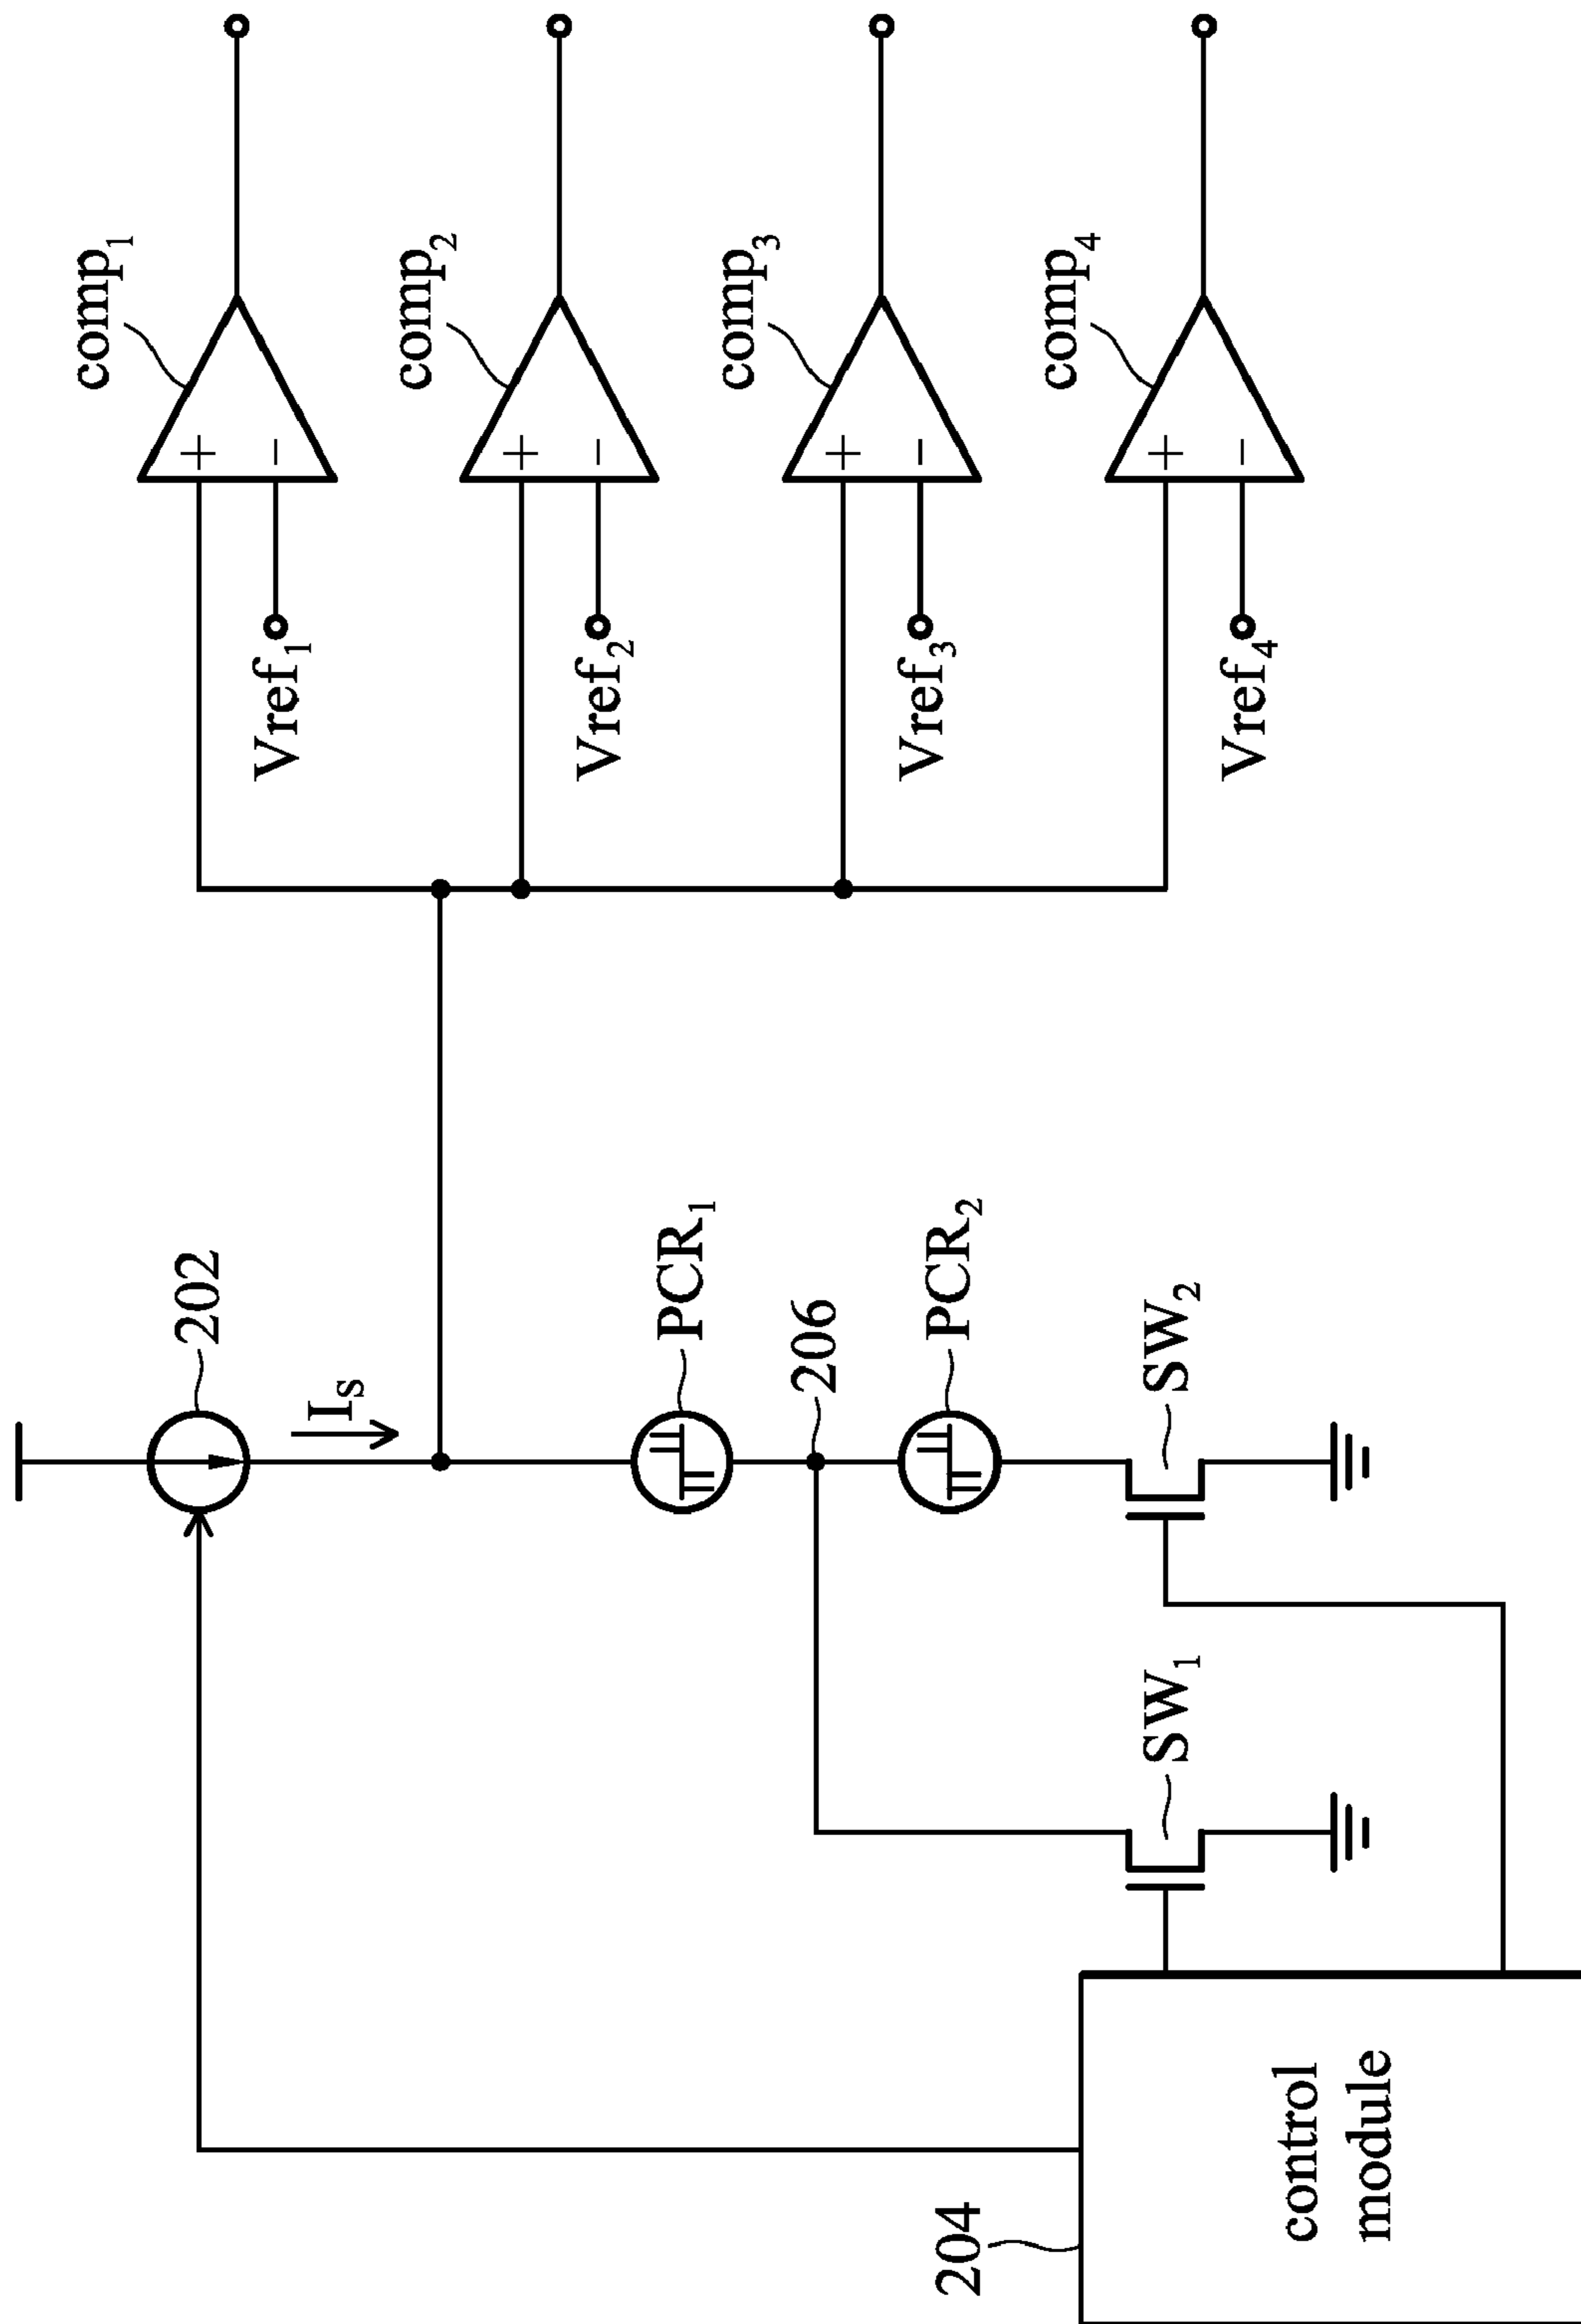 comp1
comp2
comp3
comp4
+
−
+
−
+
−
+
−
Vref1
Vref2
Vref3
Vref4
202
Is
PCR1
206
PCR2
SW2
SW1
204
control
module